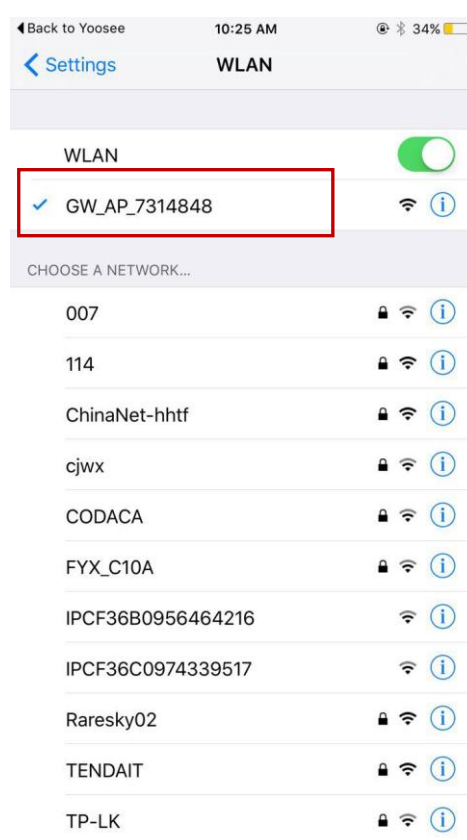 Back to Yoosee 10:25 AM 34%
Settings WLAN
WLAN
GW_AP_7314848
CHOOSE A NETWORK...
007
114
ChinaNet-hhtf
cjwx
CODACA
FYX_C10A
IPCF36B0956464216
IPCF36C0974339517
Raresky02
TENDAIT
TP-LK